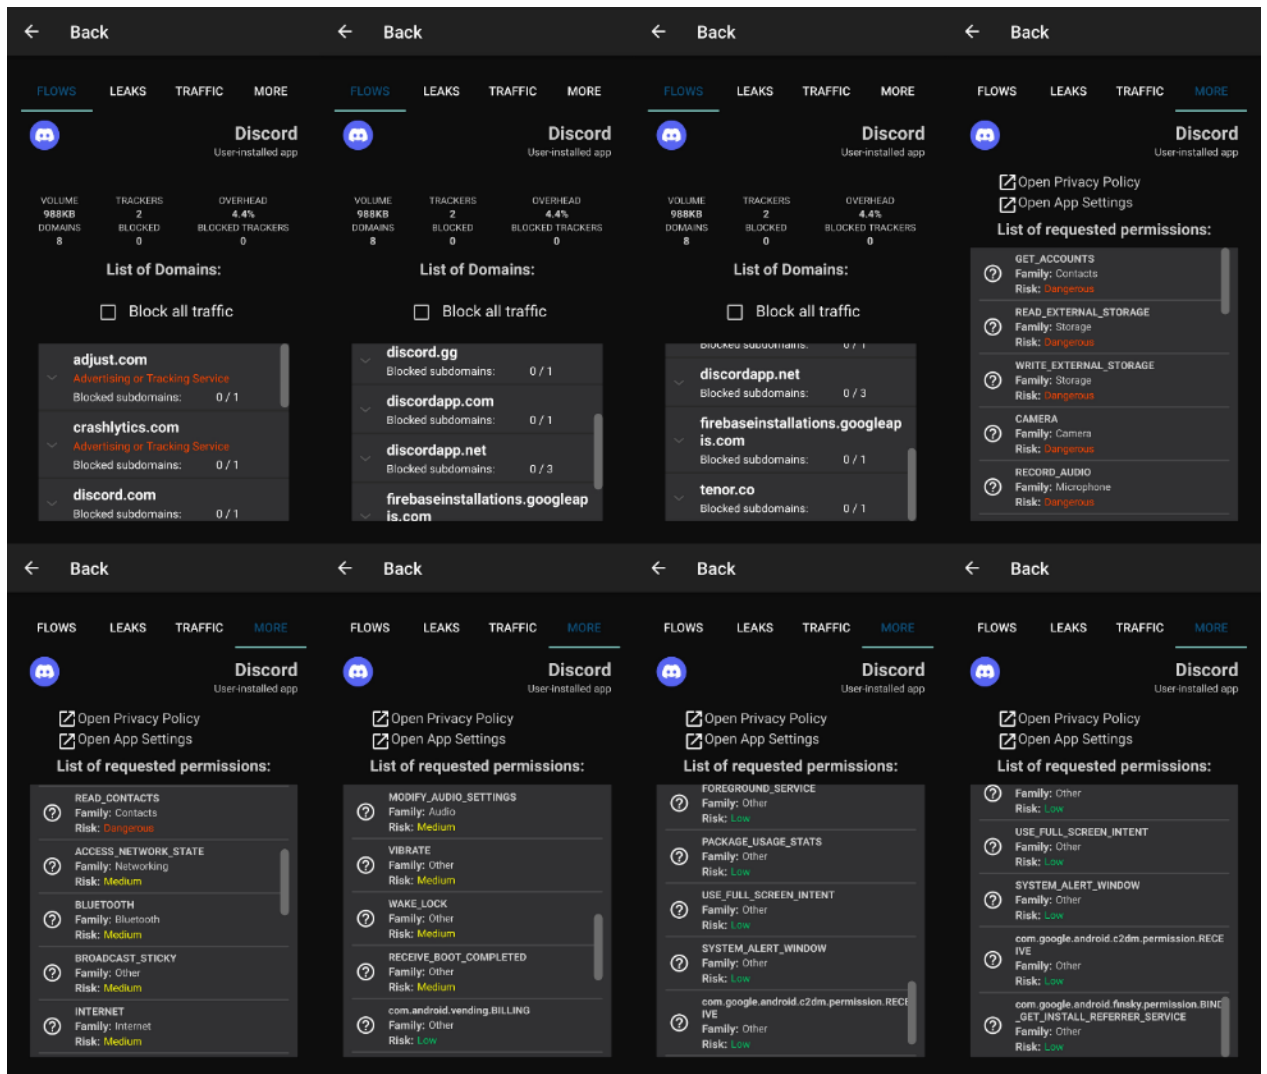 Back
FLOWS LEAKS TRAFFIC MORE
Discord
User-installed app
VOLUME TRACKERS OVERHEAD
988KB 2 4.4%
DOMAINS BLOCKED BLOCKED TRACKERS
8 0 0
List of Domains:
Block all traffic
adjust.com
Advertising or Tracking Service
Blocked subdomains: 0 / 1
crashlytics.com
Advertising or Tracking Service
Blocked subdomains: 0 / 1
discord.com
Blocked subdomains: 0 / 1
Back
FLOWS LEAKS TRAFFIC MORE
Discord
User-installed app
VOLUME TRACKERS OVERHEAD
988KB 2 4.4%
DOMAINS BLOCKED BLOCKED TRACKERS
8 0 0
List of Domains:
Block all traffic
discord.gg
Blocked subdomains: 0 / 1
discordapp.com
Blocked subdomains: 0 / 1
discordapp.net
Blocked subdomains: 0 / 3
firebaseinstallations.googleap
is.com
Back
FLOWS LEAKS TRAFFIC MORE
Discord
User-installed app
VOLUME TRACKERS OVERHEAD
988KB 2 4.4%
DOMAINS BLOCKED BLOCKED TRACKERS
8 0 0
List of Domains:
Block all traffic
Blocked subdomains: 0 / 1
discordapp.net
Blocked subdomains: 0 / 3
firebaseinstallations.googleap
is.com
Blocked subdomains: 0 / 1
tenor.co
Blocked subdomains: 0 / 1
Back
FLOWS LEAKS TRAFFIC MORE
Discord
User-installed app
Open Privacy Policy
Open App Settings
List of requested permissions:
GET_ACCOUNTS
Family: Contacts
Risk: Dangerous
READ_EXTERNAL_STORAGE
Family: Storage
Risk: Dangerous
WRITE_EXTERNAL_STORAGE
Family: Storage
Risk: Dangerous
CAMERA
Family: Camera
Risk: Dangerous
RECORD_AUDIO
Family: Microphone
Risk: Dangerous
Back
FLOWS LEAKS TRAFFIC MORE
Discord
User-installed app
Open Privacy Policy
Open App Settings
List of requested permissions:
READ_CONTACTS
Family: Contacts
Risk: Dangerous
ACCESS_NETWORK_STATE
Family: Networking
Risk: Medium
BLUETOOTH
Family: Bluetooth
Risk: Medium
BROADCAST_STICKY
Family: Other
Risk: Medium
INTERNET
Family: Internet
Risk: Medium
Back
FLOWS LEAKS TRAFFIC MORE
Discord
User-installed app
Open Privacy Policy
Open App Settings
List of requested permissions:
MODIFY_AUDIO_SETTINGS
Family: Audio
Risk: Medium
VIBRATE
Family: Other
Risk: Medium
WAKE_LOCK
Family: Other
Risk: Medium
RECEIVE_BOOT_COMPLETED
Family: Other
Risk: Medium
com.android.vending.BILLING
Family: Other
Risk: Low
Back
FLOWS LEAKS TRAFFIC MORE
Discord
User-installed app
Open Privacy Policy
Open App Settings
List of requested permissions:
FOREGROUND_SERVICE
Family: Other
Risk: Low
PACKAGE_USAGE_STATS
Family: Other
Risk: Low
USE_FULL_SCREEN_INTENT
Family: Other
Risk: Low
SYSTEM_ALERT_WINDOW
Family: Other
Risk: Low
com.google.android.c2dm.permission.RECE
IVE
Family: Other
Risk: Low
Back
FLOWS LEAKS TRAFFIC MORE
Discord
User-installed app
Open Privacy Policy
Open App Settings
List of requested permissions:
Family: Other
Risk: Low
USE_FULL_SCREEN_INTENT
Family: Other
Risk: Low
SYSTEM_ALERT_WINDOW
Family: Other
Risk: Low
com.google.android.c2dm.permission.RECE
IVE
Family: Other
Risk: Low
com.google.android.finsky.permission.BIND
_GET_INSTALL_REFERRER_SERVICE
Family: Other
Risk: Low